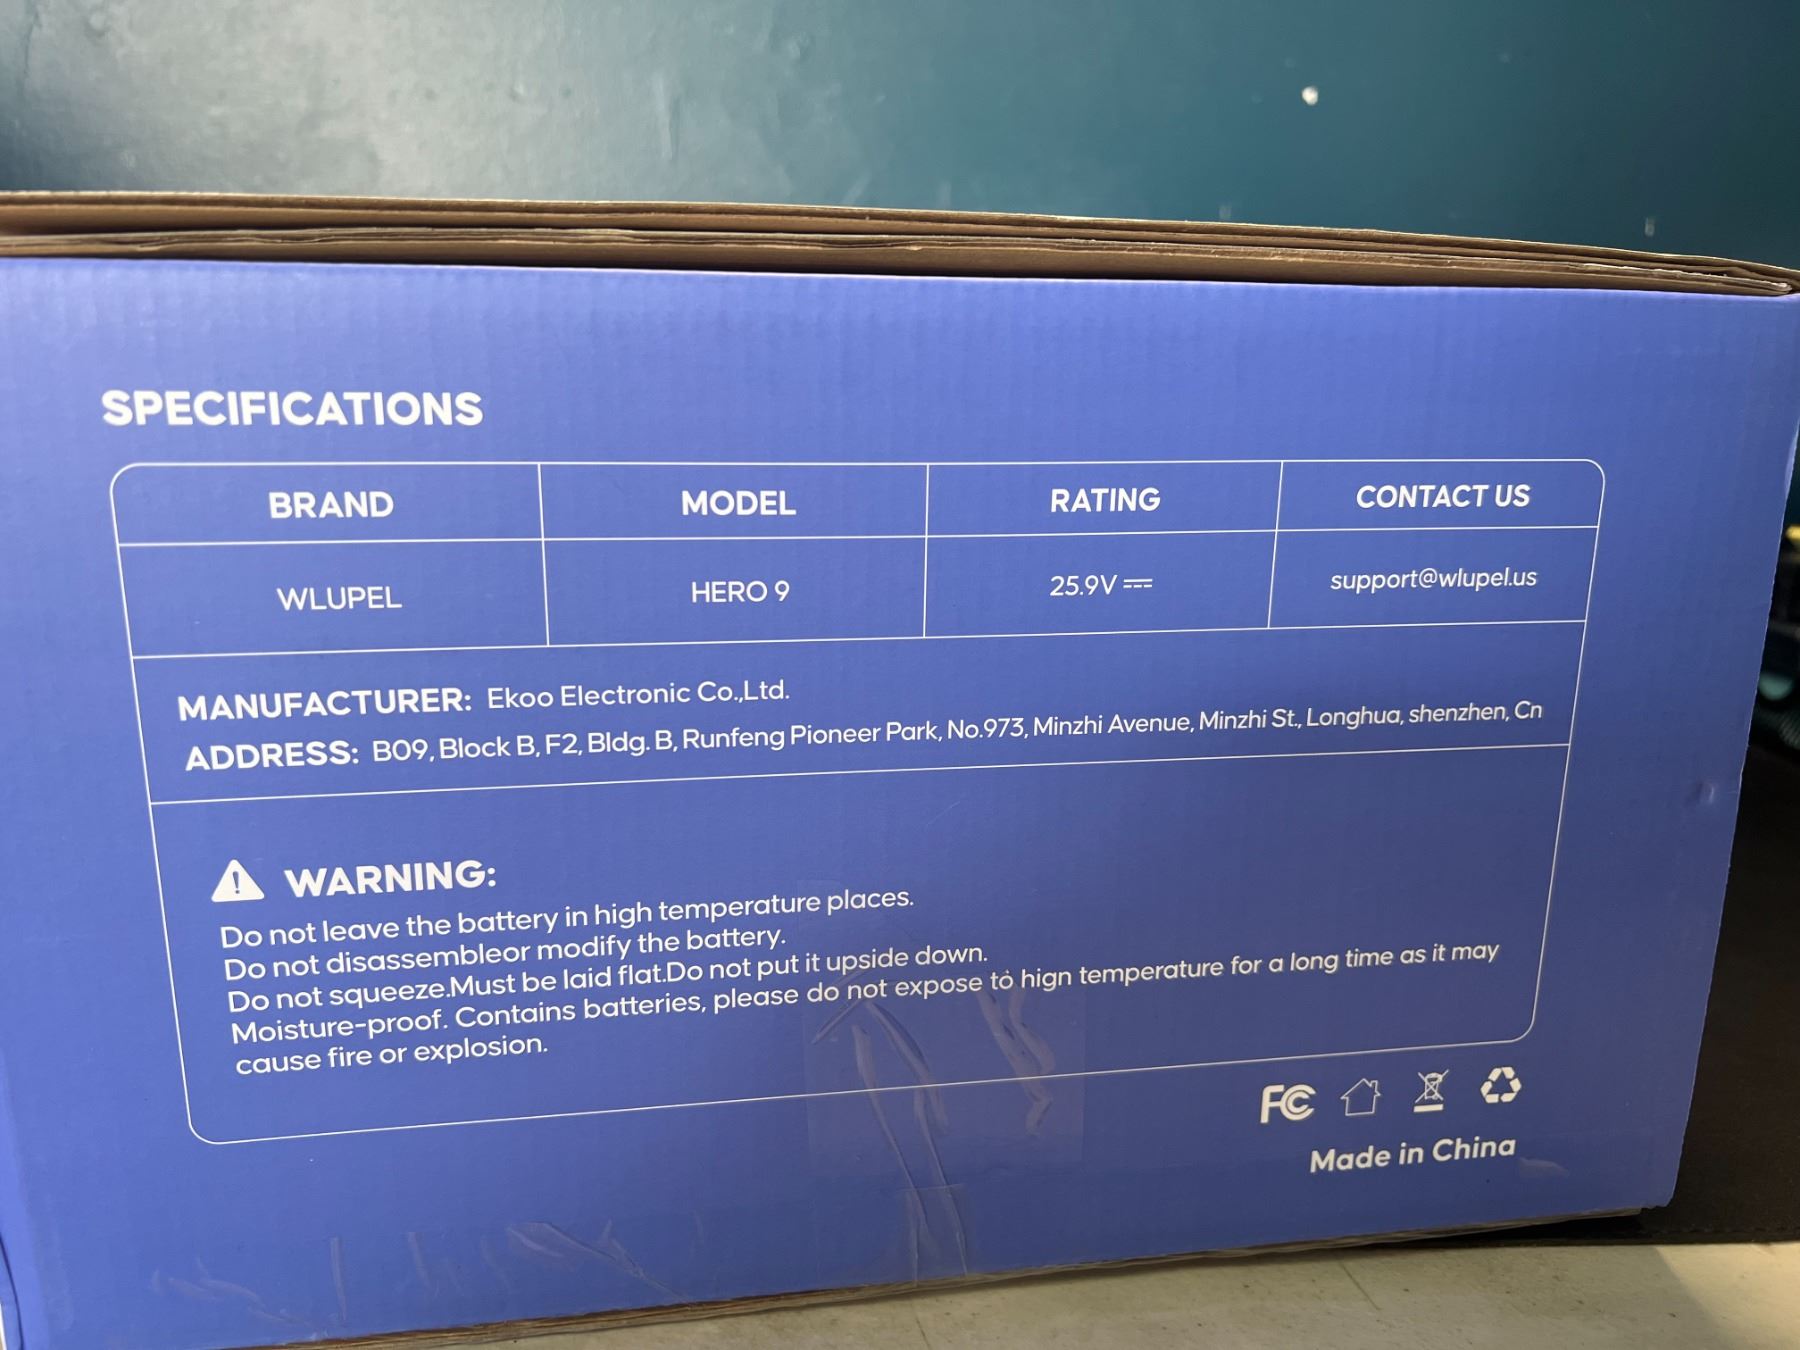 SPECIFICATIONS
BRAND MODEL RATING CONTACT US
WLUPEL HERO 9 25.9V support@wlupel.us
MANUFACTURER: Ekoo Electronic Co.,Ltd.
ADDRESS: B09, Block B, F2, Bldg. B, Runfeng Pioneer Park, No.973, Minzhi Avenue, Minzhi St., Longhua, shenzhen, Cn
WARNING:
Do not leave the battery in high temperature places.
Do not disassembleor modify the battery.
Do not squeeze.Must be laid flat.Do not put it upside down.
Moisture-proof. Contains batteries, please do not expose to hign temperature for a long time as it may
cause fire or explosion.
FC
Made in China